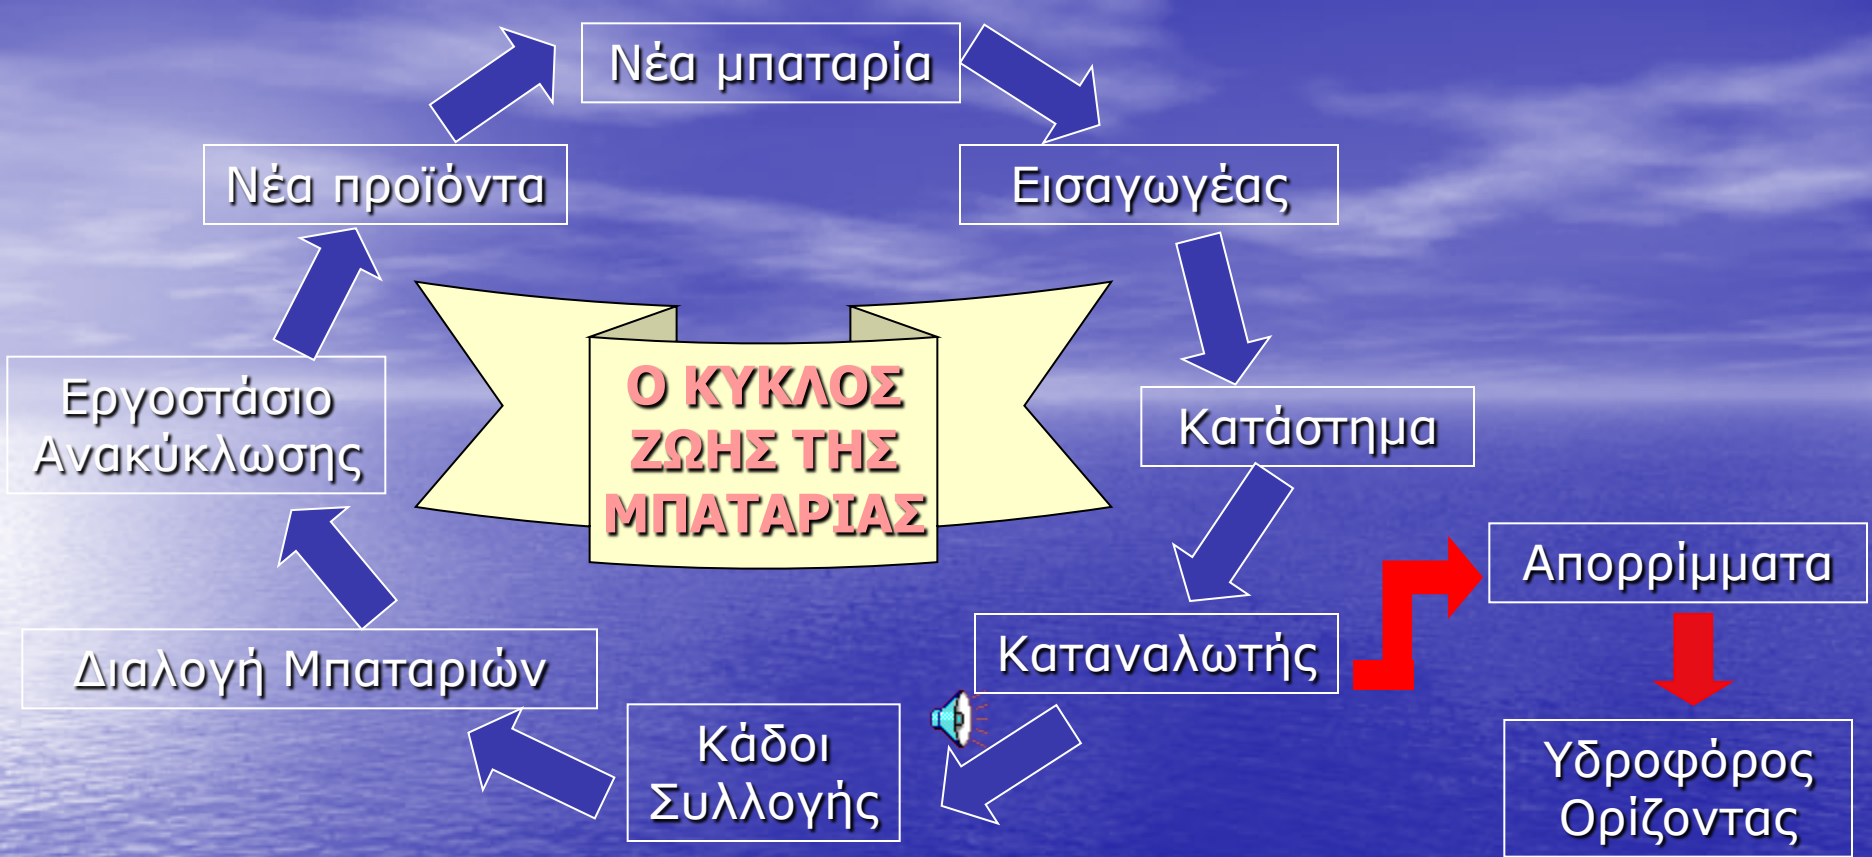 Νέα μπαταρία
Νέα προϊόντα
Εισαγωγέας
Ο ΚΥΚΛΟΣ
ΖΩΗΣ ΤΗΣ
ΜΠΑΤΑΡΙΑΣ
Εργοστάσιο
Ανακύκλωσης
Κατάστημα
Απορρίμματα
Καταναλωτής
Διαλογή Μπαταριών
Κάδοι
Συλλογής
Υδροφόρος
Ορίζοντας